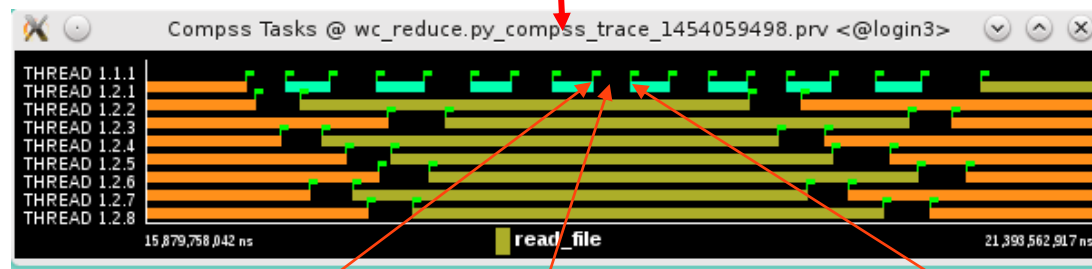 Compss Tasks @ wc_reduce.py_compss_trace_1454059498.prv <@login3>
THREAD 1.1.1
THREAD 1.2.1
THREAD 1.2.2
THREAD 1.2.3
THREAD 1.2.4
THREAD 1.2.5
THREAD 1.2.6
THREAD 1.2.7
THREAD 1.2.8
15,879,758,042 ns read_file 21,393,562,917 ns